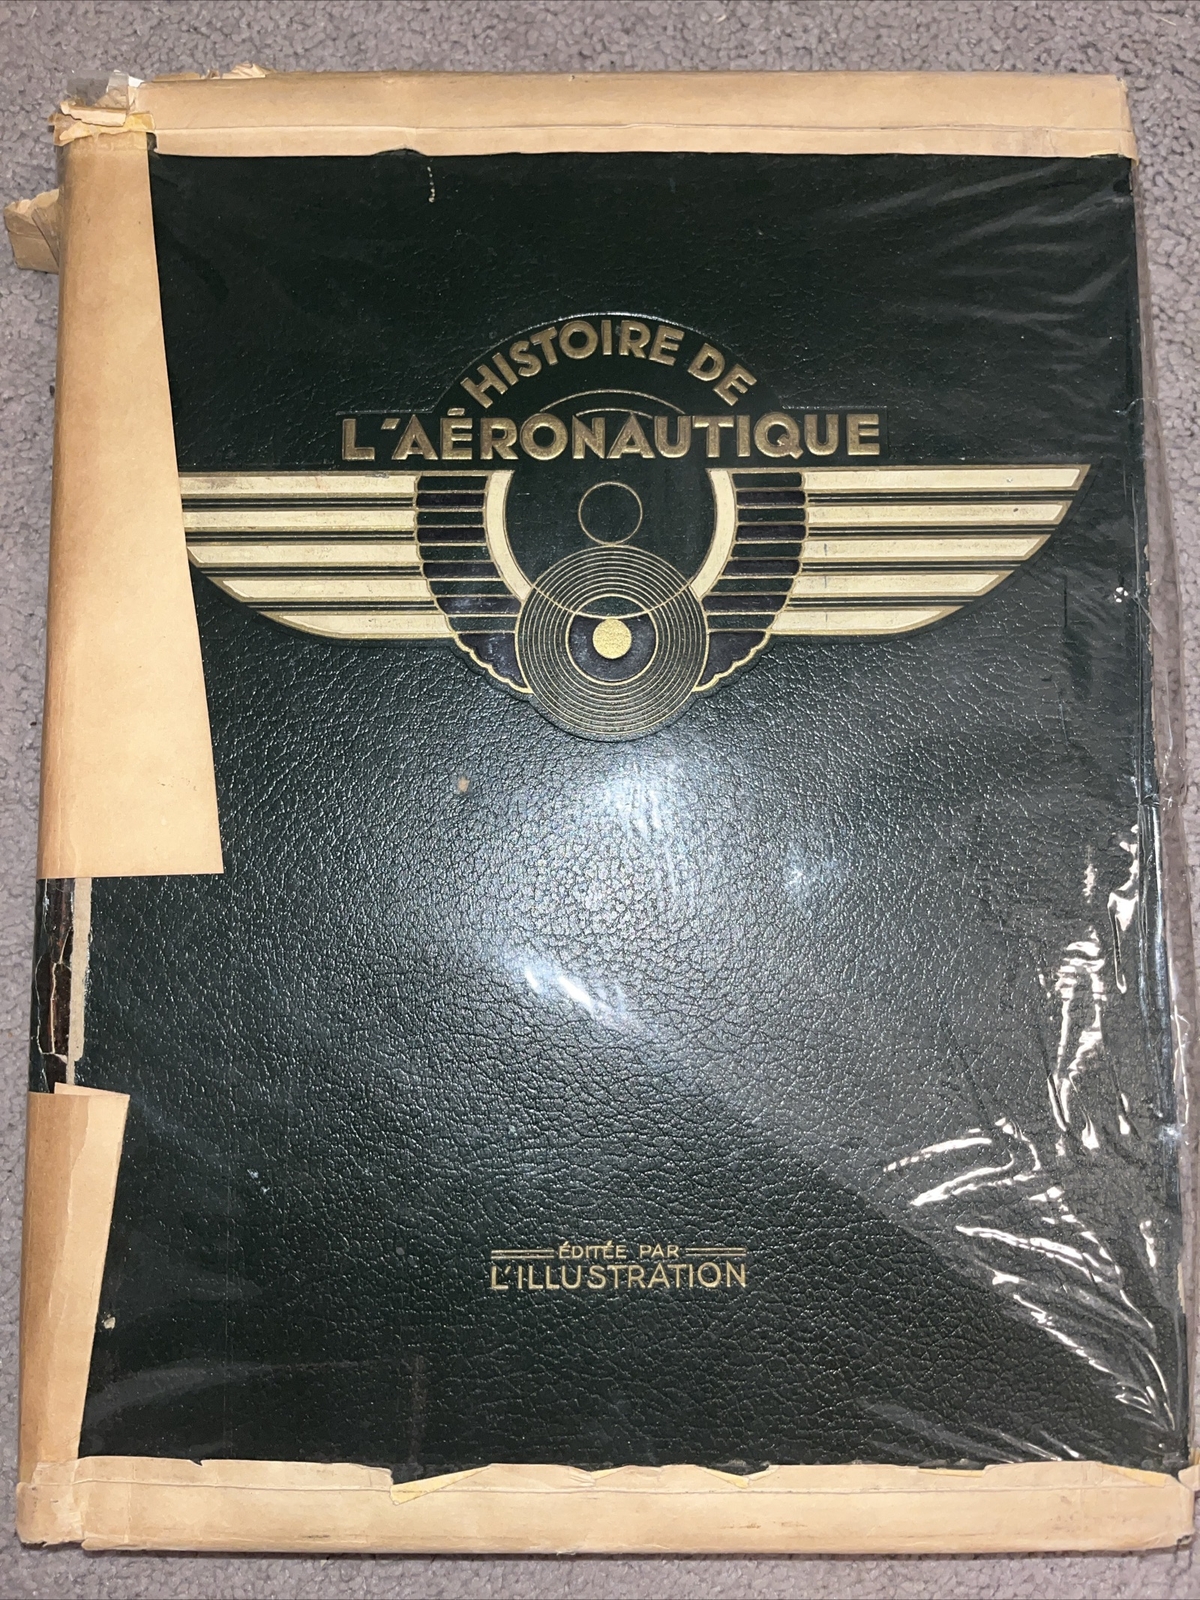 HISTOIRE DE
L'AÉRONAUTIQUE
ÉDITÉE PAR
L'ILLUSTRATION